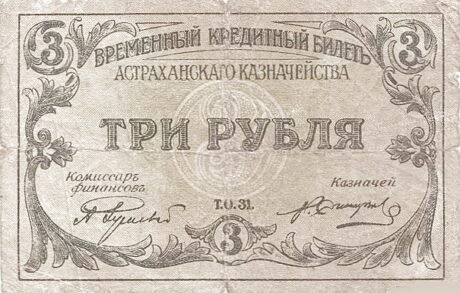 3 ВРЕМЕННЫЙ КРЕДИТНЫЙ БИЛЕТЪ 3
АСТРАХАНСКАГО КАЗНАЧЕЙСТВА
ТРИ РУБЛЯ
Комиссаръ
финансовъ
Казначей
Т.О.31.
3